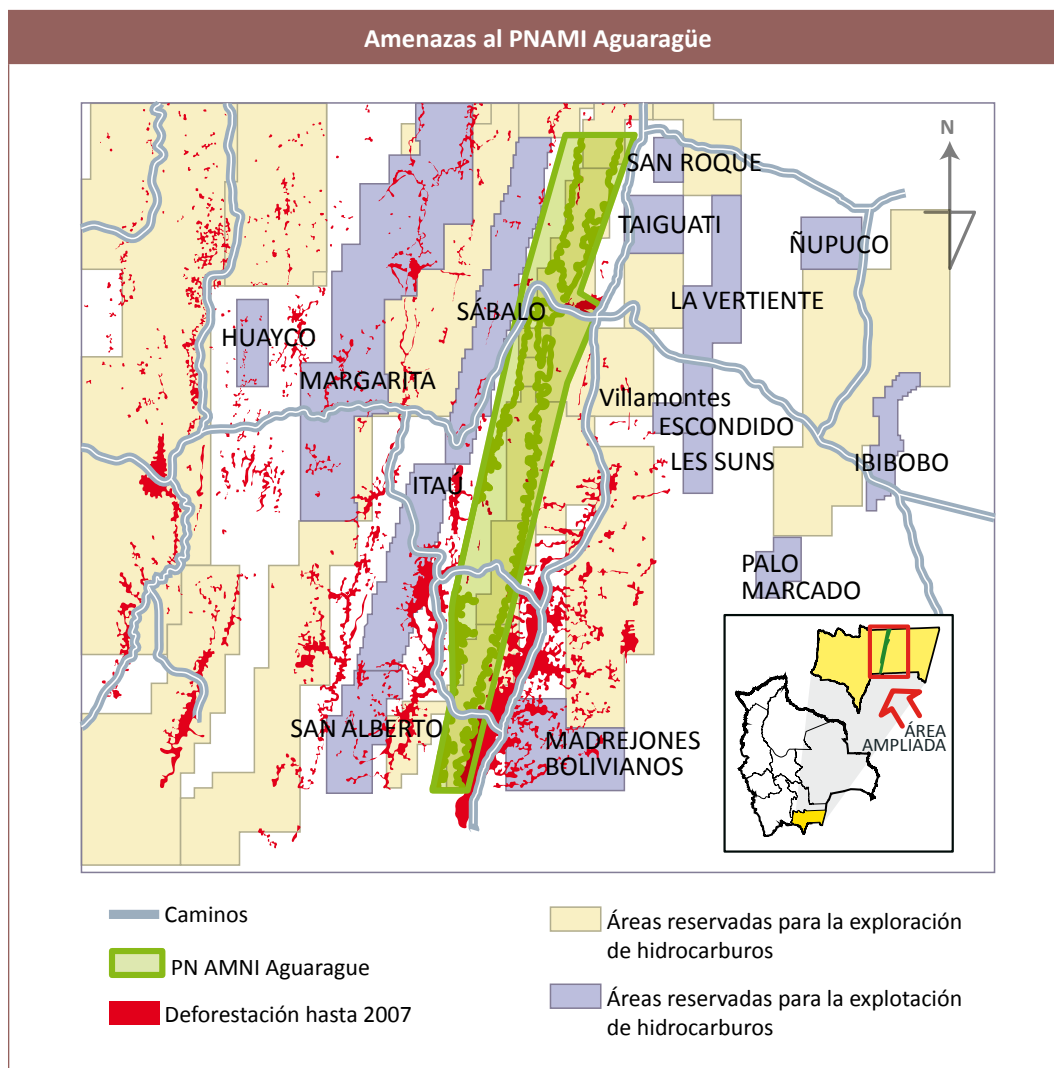 Amenazas al PNAMI Aguaragüe
N
SAN ROQUE
TAIGUATI
ÑUPUCO
LA VERTIENTE
SÁBALO
HUAYCO
MARGARITA
Villamontes
ESCONDIDO
LES SUNS
IBIBOBO
ITAÚ
PALO
MARCADO
SAN ALBERTO
MADREJONES
BOLIVIANOS
ÁREA
AMPLIADA
Caminos
PN AMNI Aguarague
Deforestación hasta 2007
Áreas reservadas para la exploración
de hidrocarburos
Áreas reservadas para la explotación
de hidrocarburos